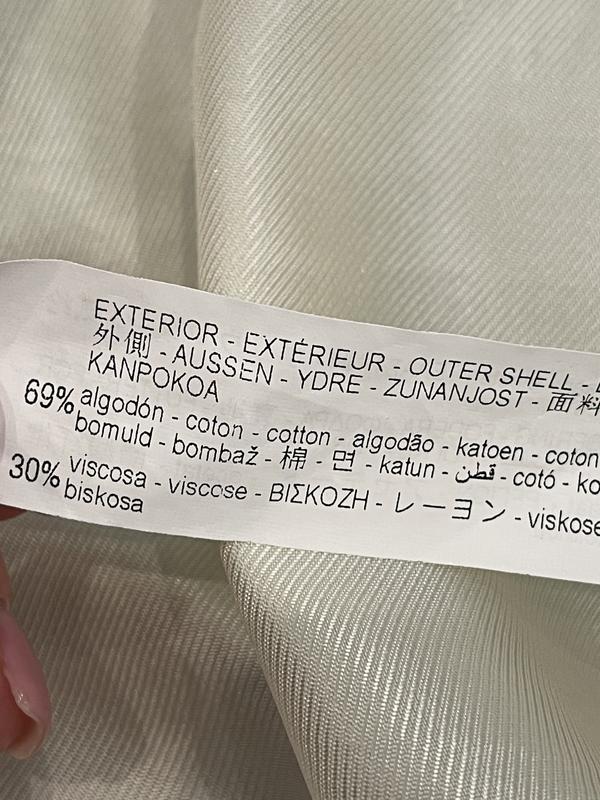 EXTERIOR - EXTÉRIEUR - OUTER SHELL -
外側 - AUSSEN - YDRE - ZUNANJOST - 面料
KANPOKOA
69% algodón - coton - cotton - algodão - katoen - coton
bomuld - bombaž - 棉 - 면 - katun - قطن - cotó -
30% viscosa - viscose - ΒΙΣΚΟΖΗ - レーヨン - viskose
biskosa